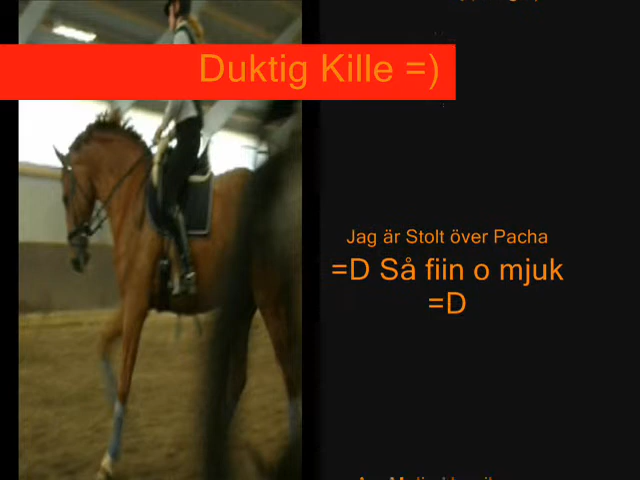 Duktig Kille =)
Jag är Stolt över Pacha
=D Så fiin o mjuk
=D